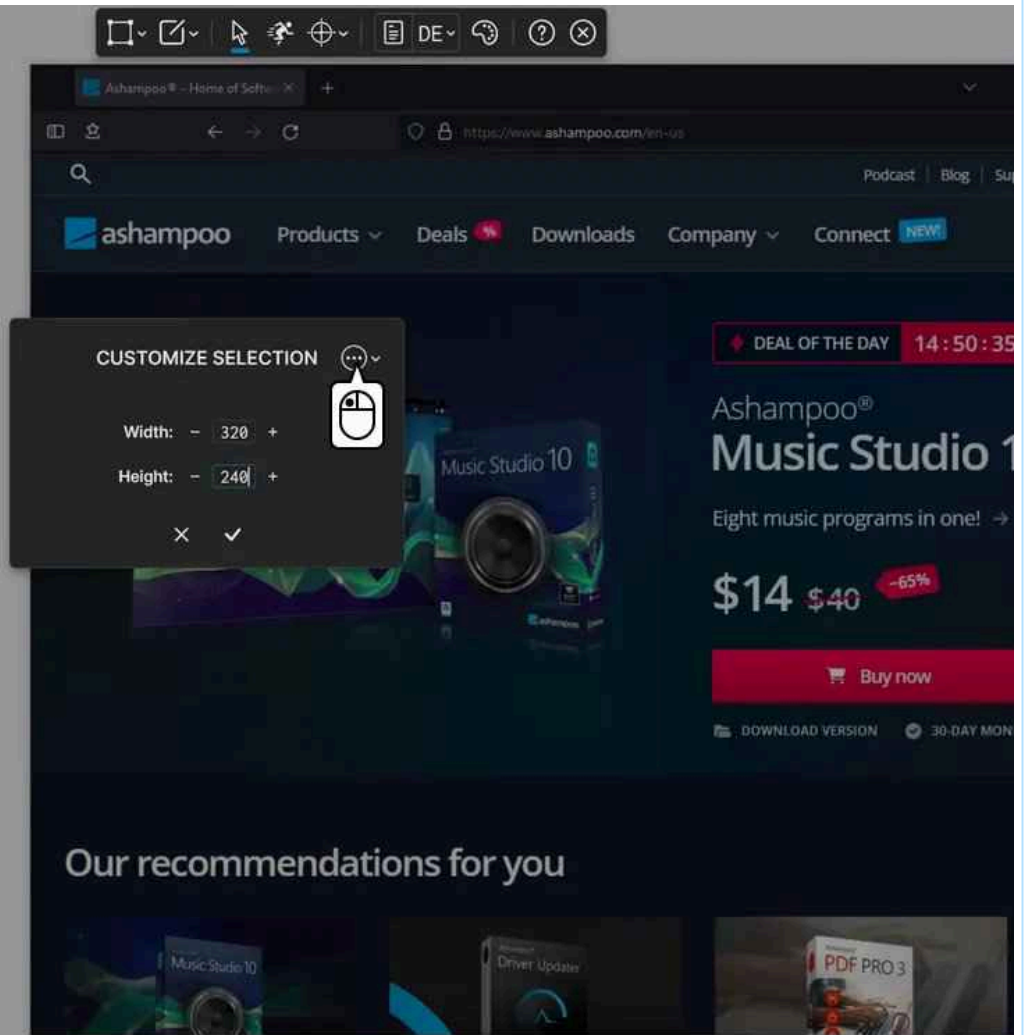 DE
Ashampoo® - Home of Softw
https://www.ashampoo.com/en-us
Podcast Blog Sup
ashampoo Products Deals % Downloads Company Connect NEW!
CUSTOMIZE SELECTION
Width: - 320 +
Height: - 240 +
DEAL OF THE DAY 14:50:35
Ashampoo®
Music Studio 1
Eight music programs in one! →
$14 $40 -65%
Buy now
DOWNLOAD VERSION 30-DAY MON
Music Studio 10
ashampoo
Our recommendations for you
Music Studio 10
Driver Updater
PDF PRO 3